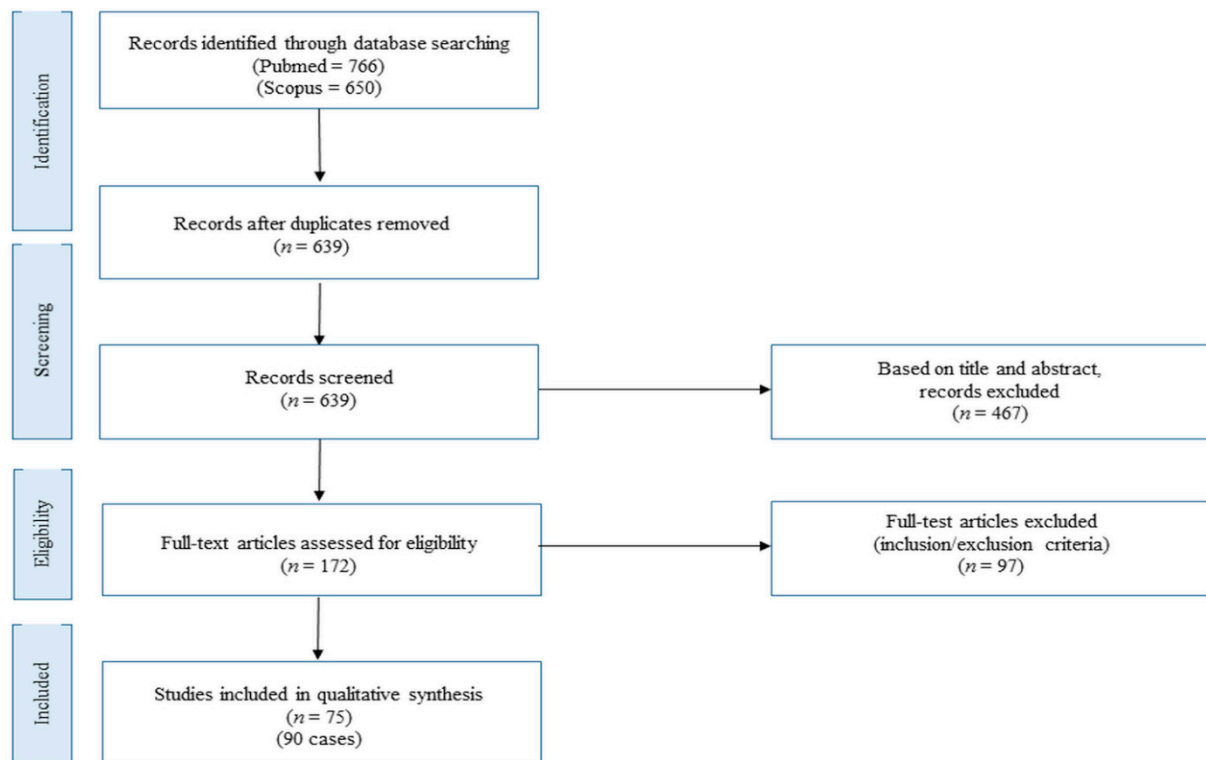 Identification
Records identified through database searching
(Pubmed = 766)
(Scopus = 650)
Records after duplicates removed
(n = 639)
Screening
Records screened
(n = 639)
Based on title and abstract,
records excluded
(n = 467)
Eligibility
Full-text articles assessed for eligibility
(n = 172)
Full-test articles excluded
(inclusion/exclusion criteria)
(n = 97)
Included
Studies included in qualitative synthesis
(n = 75)
(90 cases)